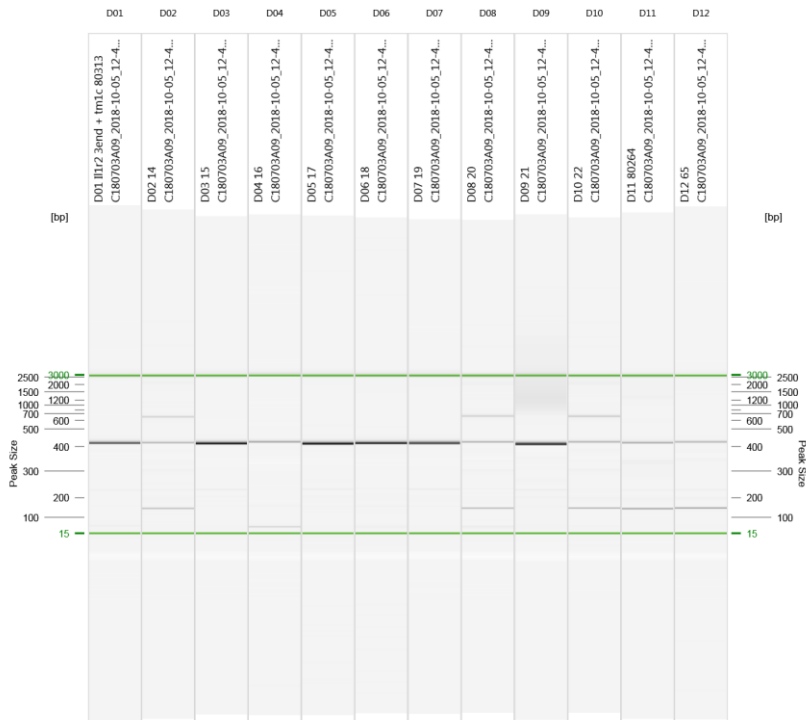 D01 D02 D03 D04 D05 D06 D07 D08 D09 D10 D11 D12
D01 Il1r2 3end + tm1c 80313
C180703A09_2018-10-05_12-4...
D02 14
C180703A09_2018-10-05_12-4...
D03 15
C180703A09_2018-10-05_12-4...
D04 16
C180703A09_2018-10-05_12-4...
D05 17
C180703A09_2018-10-05_12-4...
D06 18
C180703A09_2018-10-05_12-4...
D07 19
C180703A09_2018-10-05_12-4...
D08 20
C180703A09_2018-10-05_12-4...
D09 21
C180703A09_2018-10-05_12-4...
D10 22
C180703A09_2018-10-05_12-4...
D11 80264
C180703A09_2018-10-05_12-4...
D12 65
C180703A09_2018-10-05_12-4...
[bp] [bp]
3000 3000
2500 2500
2000 2000
1500 1500
1200 1200
1000 1000
700 700
600 600
500 500
400 400
300 300
200 200
100 100
15 15
Peak Size Peak Size